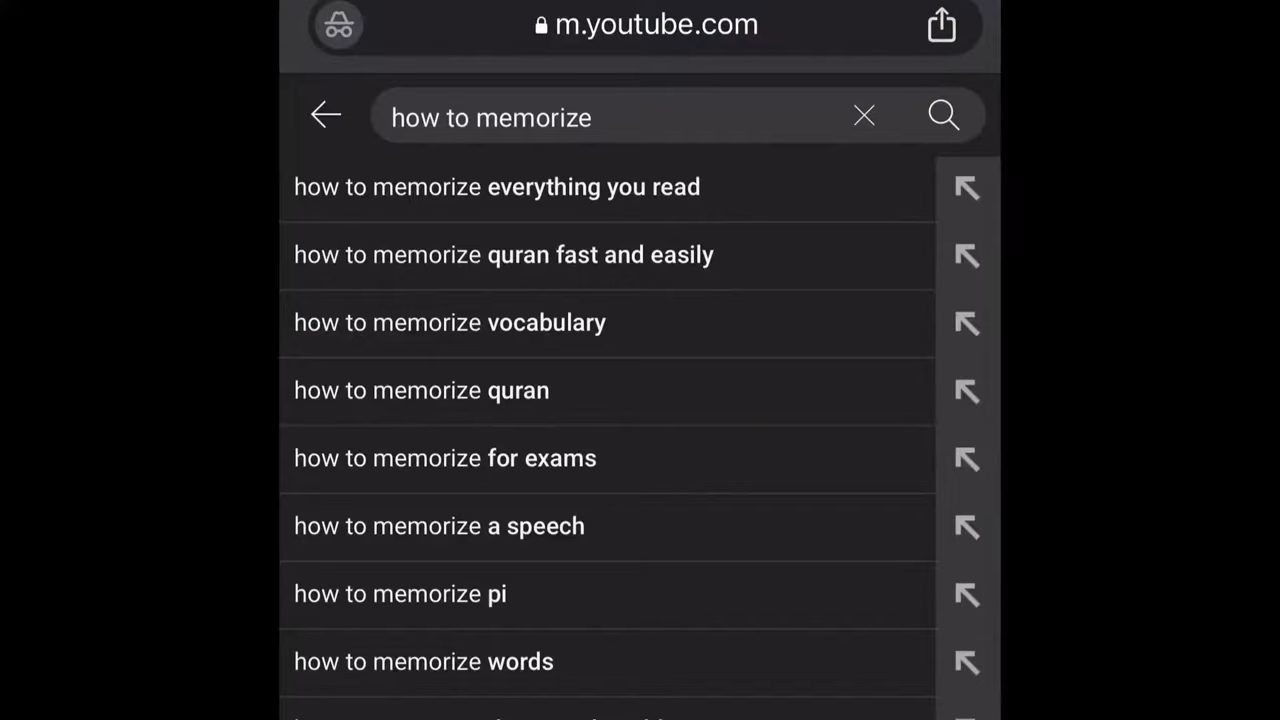 m.youtube.com
how to memorize
how to memorize everything you read
how to memorize quran fast and easily
how to memorize vocabulary
how to memorize quran
how to memorize for exams
how to memorize a speech
how to memorize pi
how to memorize words